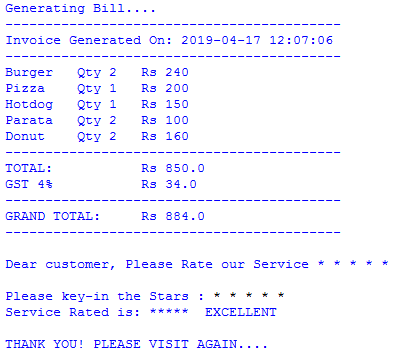 Generating Bill....
------------------------------------------
Invoice Generated On: 2019-04-17 12:07:06
------------------------------------------
Burger   Qty 2   Rs 240
Pizza    Qty 1   Rs 200
Hotdog   Qty 1   Rs 150
Parata   Qty 2   Rs 100
Donut    Qty 2   Rs 160
------------------------------------------
TOTAL:           Rs 850.0
GST 4%           Rs 34.0
------------------------------------------
GRAND TOTAL:     Rs 884.0
------------------------------------------
Dear customer, Please Rate our Service * * * * *
Please key-in the Stars : * * * * *
Service Rated is: *****  EXCELLENT
THANK YOU! PLEASE VISIT AGAIN....